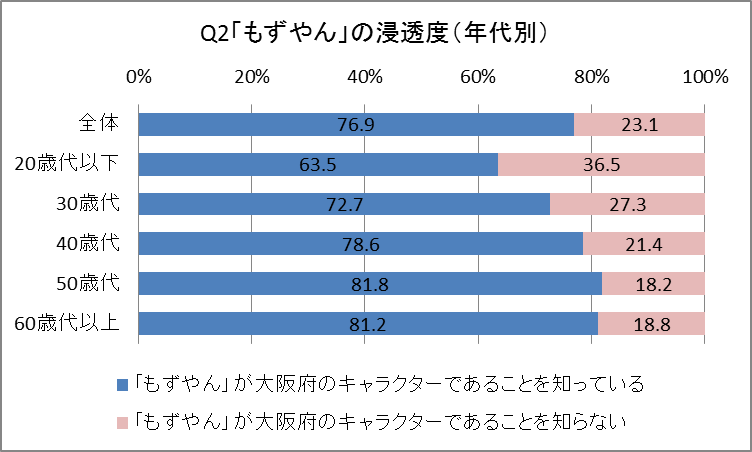 Q2「もずやん」の浸透度（年代別）
0% 20% 40% 60% 80% 100%
全体 76.9 23.1
20歳代以下 63.5 36.5
30歳代 72.7 27.3
40歳代 78.6 21.4
50歳代 81.8 18.2
60歳代以上 81.2 18.8
「もずやん」が大阪府のキャラクターであることを知っている
「もずやん」が大阪府のキャラクターであることを知らない